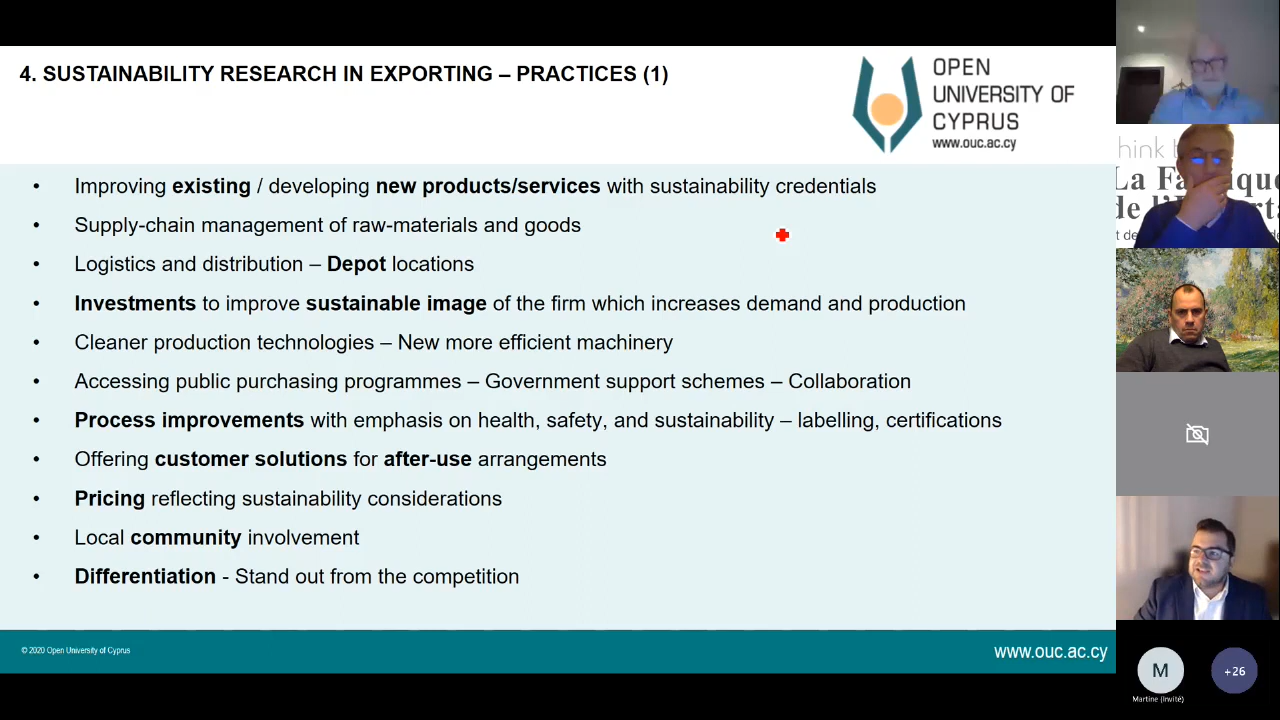 4. SUSTAINABILITY RESEARCH IN EXPORTING – PRACTICES (1)
OPEN
UNIVERSITY OF
CYPRUS
www.ouc.ac.cy
• Improving existing / developing new products/services with sustainability credentials
• Supply-chain management of raw-materials and goods
• Logistics and distribution – Depot locations
• Investments to improve sustainable image of the firm which increases demand and production
• Cleaner production technologies – New more efficient machinery
• Accessing public purchasing programmes – Government support schemes – Collaboration
• Process improvements with emphasis on health, safety, and sustainability – labelling, certifications
• Offering customer solutions for after-use arrangements
• Pricing reflecting sustainability considerations
• Local community involvement
• Differentiation - Stand out from the competition
© 2020 Open University of Cyprus
www.ouc.ac.cy
hink
La Fa
de l'
M
+26
Martine (Invité)